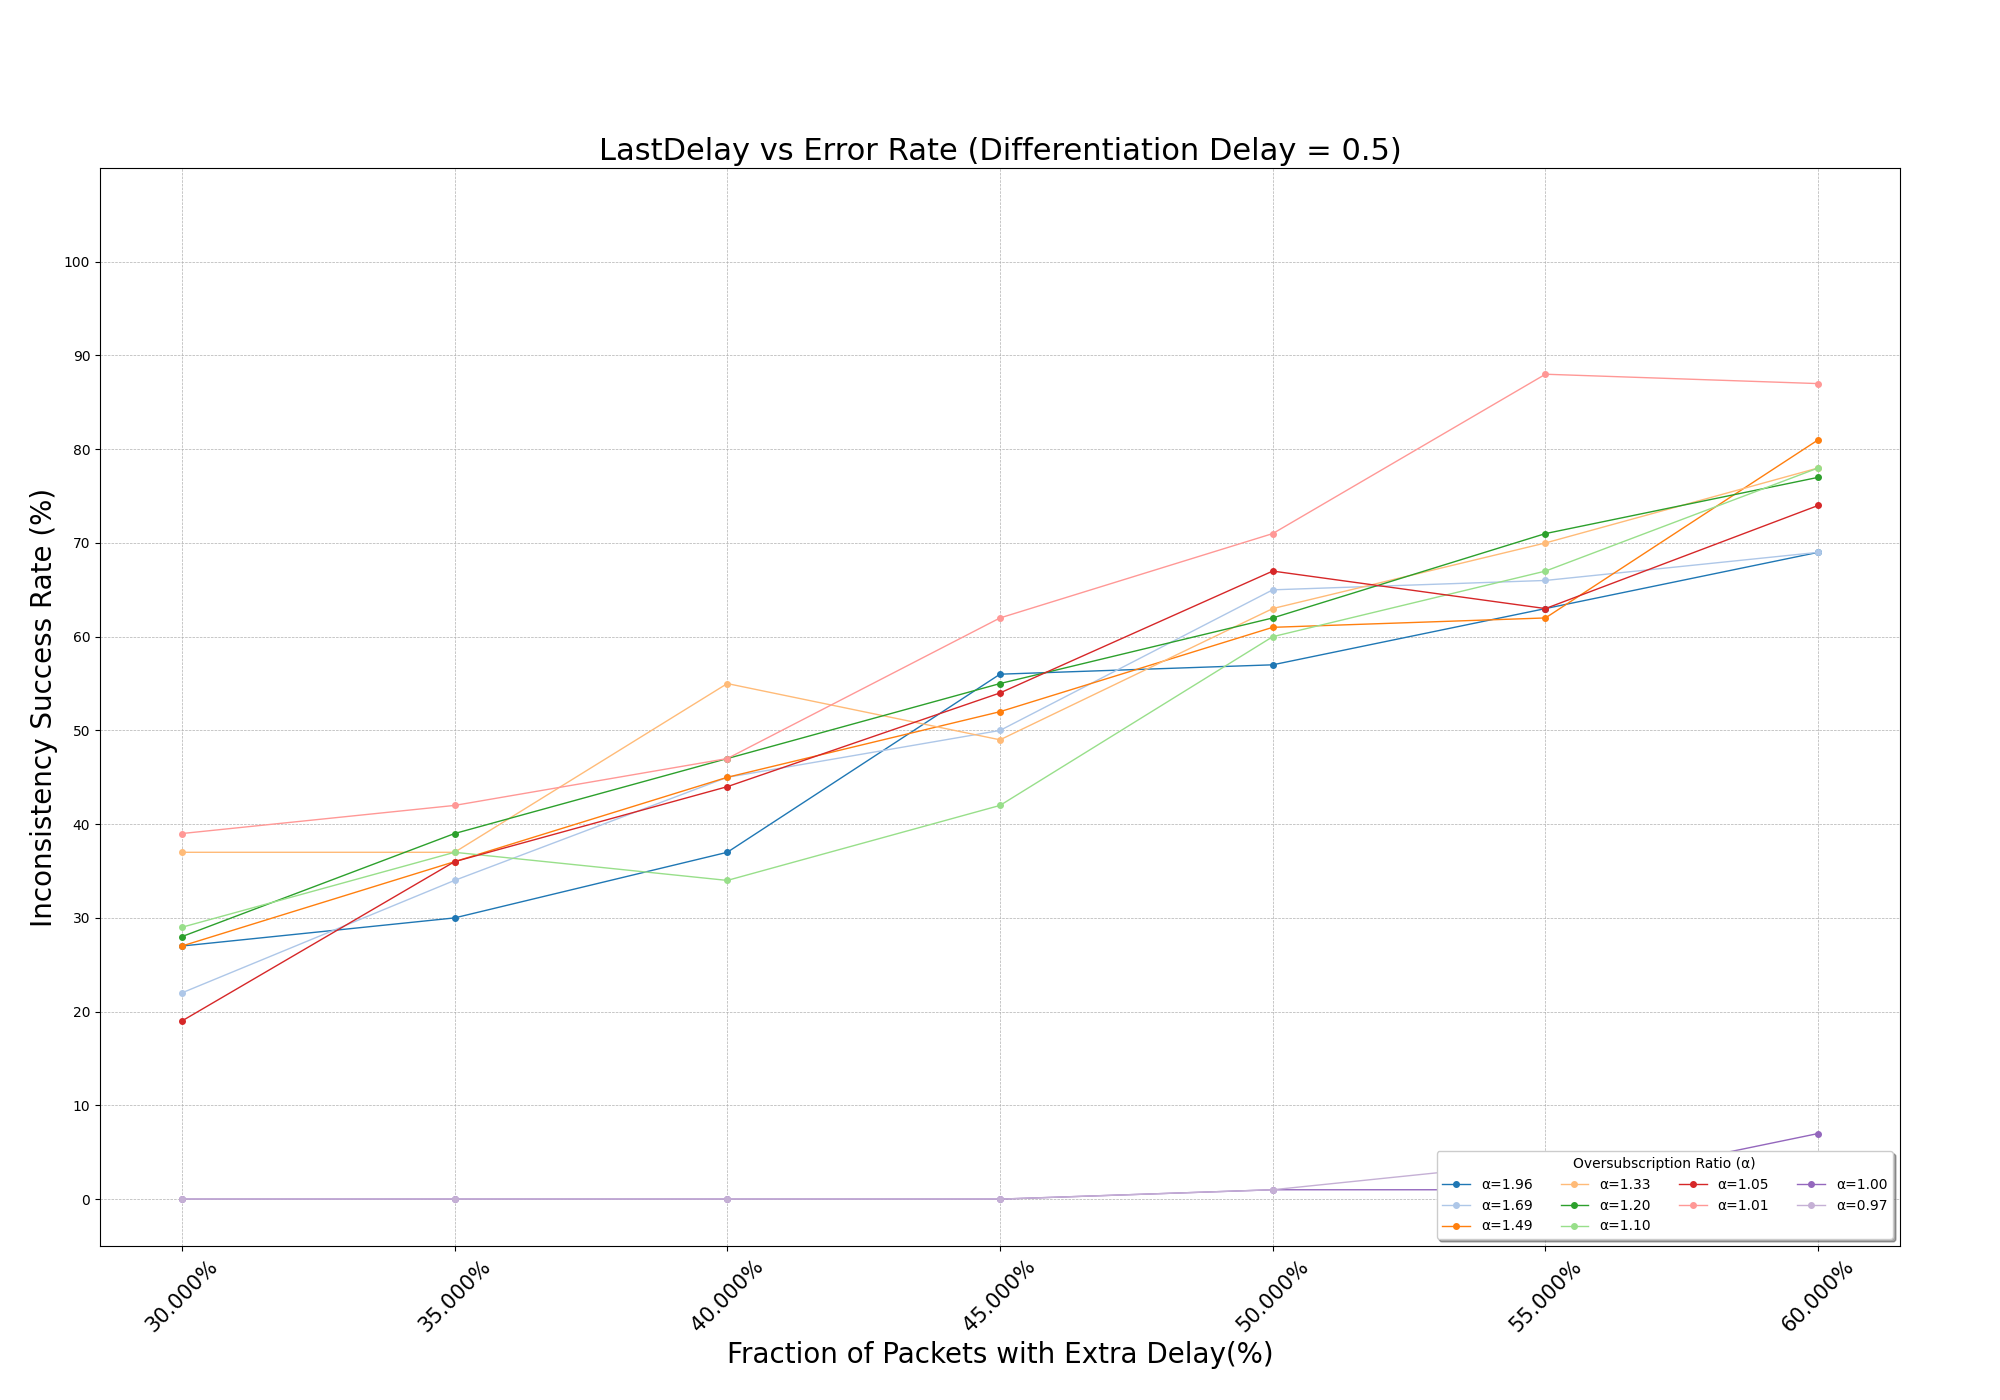 LastDelay vs Error Rate (Differentiation Delay = 0.5)
Inconsistency Success Rate (%)
100
90
80
70
60
50
40
30
20
10
0
Oversubscription Ratio (α)
α=1.96 α=1.33 α=1.05 α=1.00
α=1.69 α=1.20 α=1.01 α=0.97
α=1.49 α=1.10
30.000% 35.000% 40.000% 45.000% 50.000% 55.000% 60.000%
Fraction of Packets with Extra Delay(%)